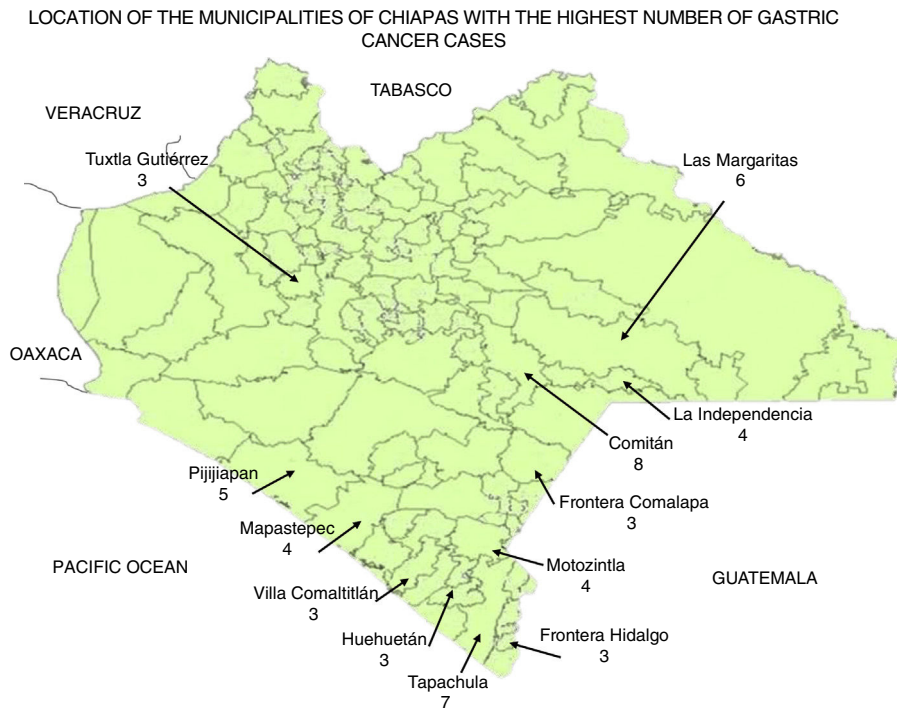 LOCATION OF THE MUNICIPALITIES OF CHIAPAS WITH THE HIGHEST NUMBER OF GASTRIC
CANCER CASES
TABASCO
VERACRUZ
Tuxtla Gutiérrez
3
Las Margaritas
6
OAXACA
La Independencia
4
Comitán
8
Pijijiapan
5
Frontera Comalapa
3
Mapastepec
4
PACIFIC OCEAN
Motozintla
4
GUATEMALA
Villa Comaltitlán
3
Huehuetán
3
Frontera Hidalgo
3
Tapachula
7